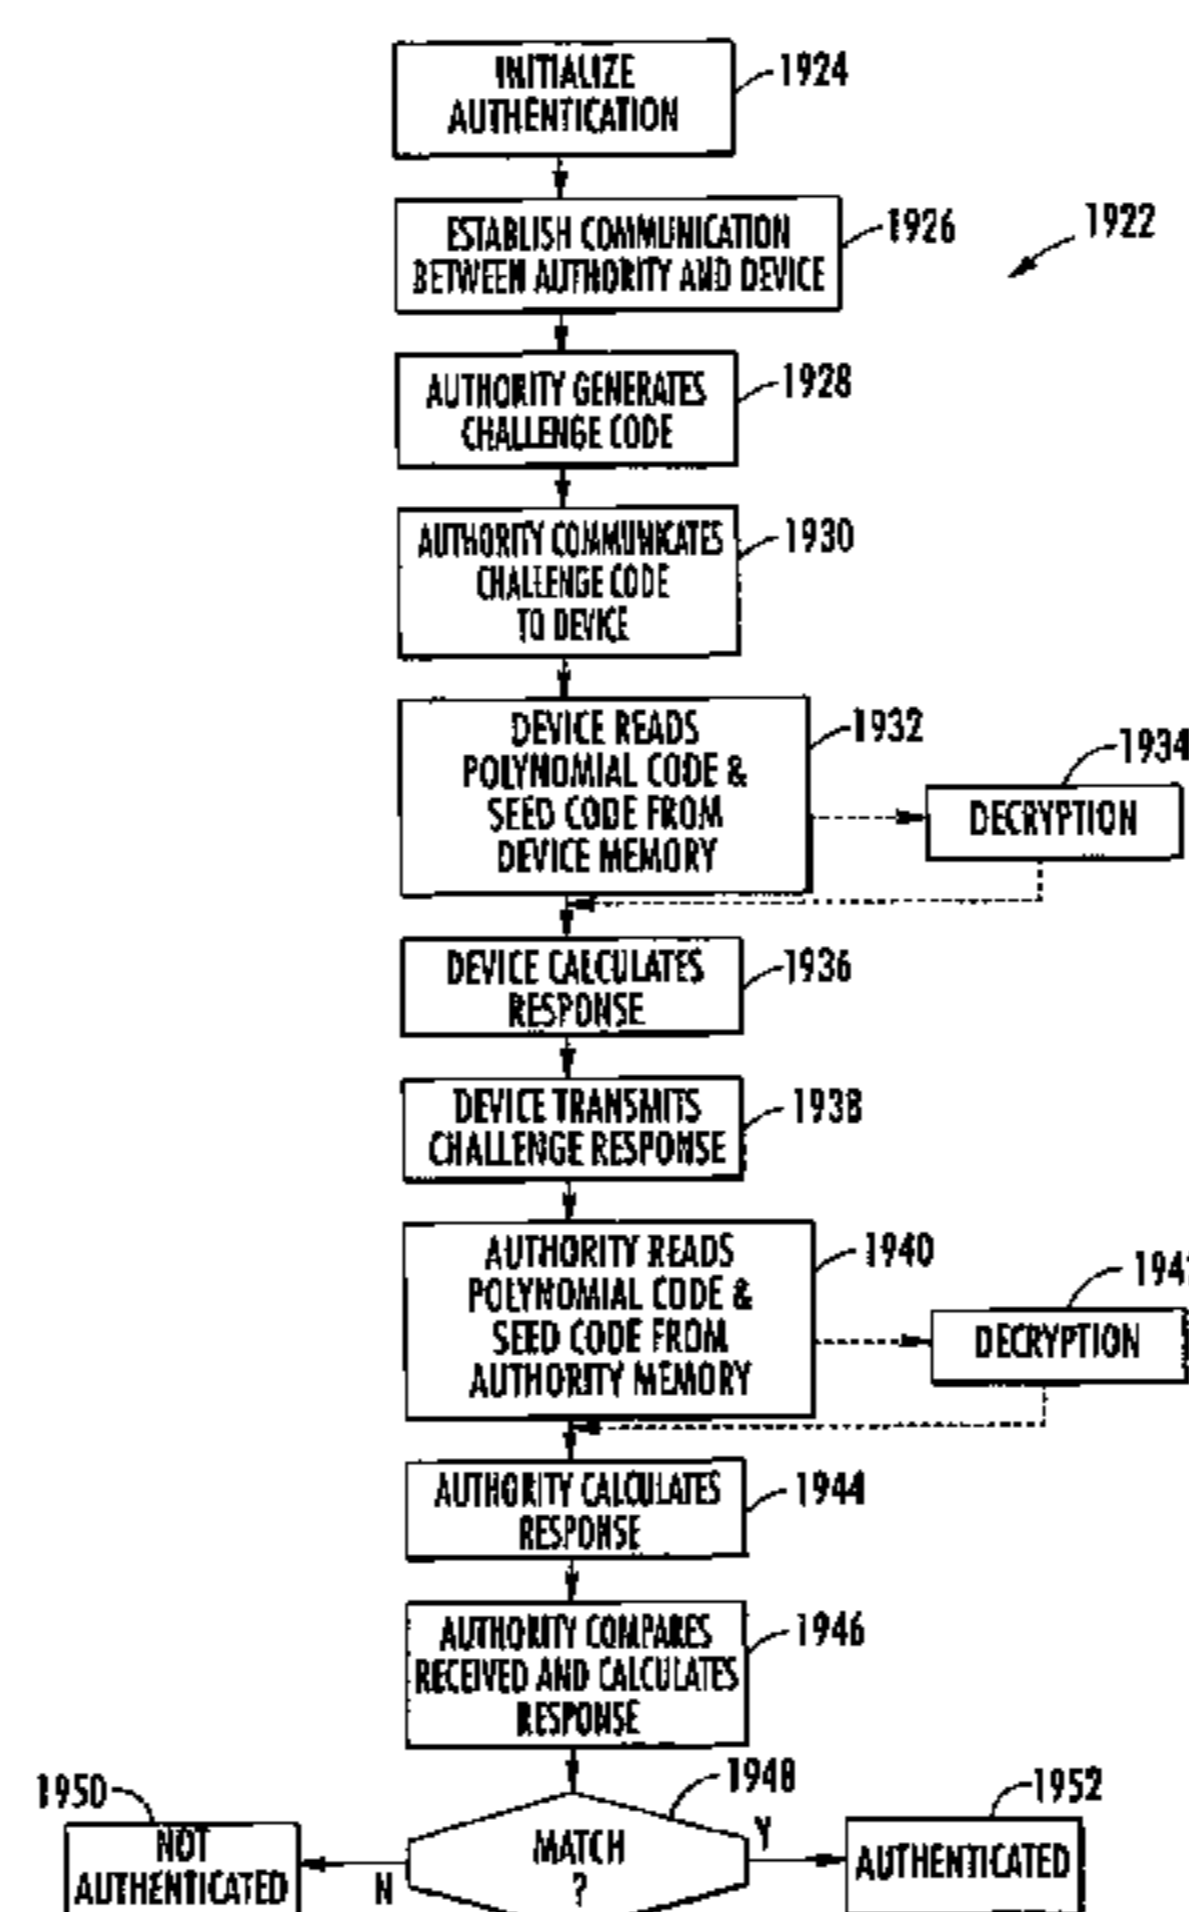 INITIALIZE
AUTHENTICATION
1924
ESTABLISH COMMUNICATION
BETWEEN AUTHORITY AND DEVICE
1926
1922
AUTHORITY GENERATES
CHALLENGE CODE
1928
AUTHORITY COMMUNICATES
CHALLENGE CODE
TO DEVICE
1930
DEVICE READS
POLYNOMIAL CODE &
SEED CODE FROM
DEVICE MEMORY
1932
1934
DECRYPTION
DEVICE CALCULATES
RESPONSE
1936
DEVICE TRANSMITS
CHALLENGE RESPONSE
1938
AUTHORITY READS
POLYNOMIAL CODE &
SEED CODE FROM
AUTHORITY MEMORY
1940
DECRYPTION
AUTHORITY CALCULATES
RESPONSE
1944
AUTHORITY COMPARES
RECEIVED AND CALCULATES
RESPONSE
1946
1948
MATCH
?
N
Y
1950
NOT
AUTHENTICATED
1952
AUTHENTICATED